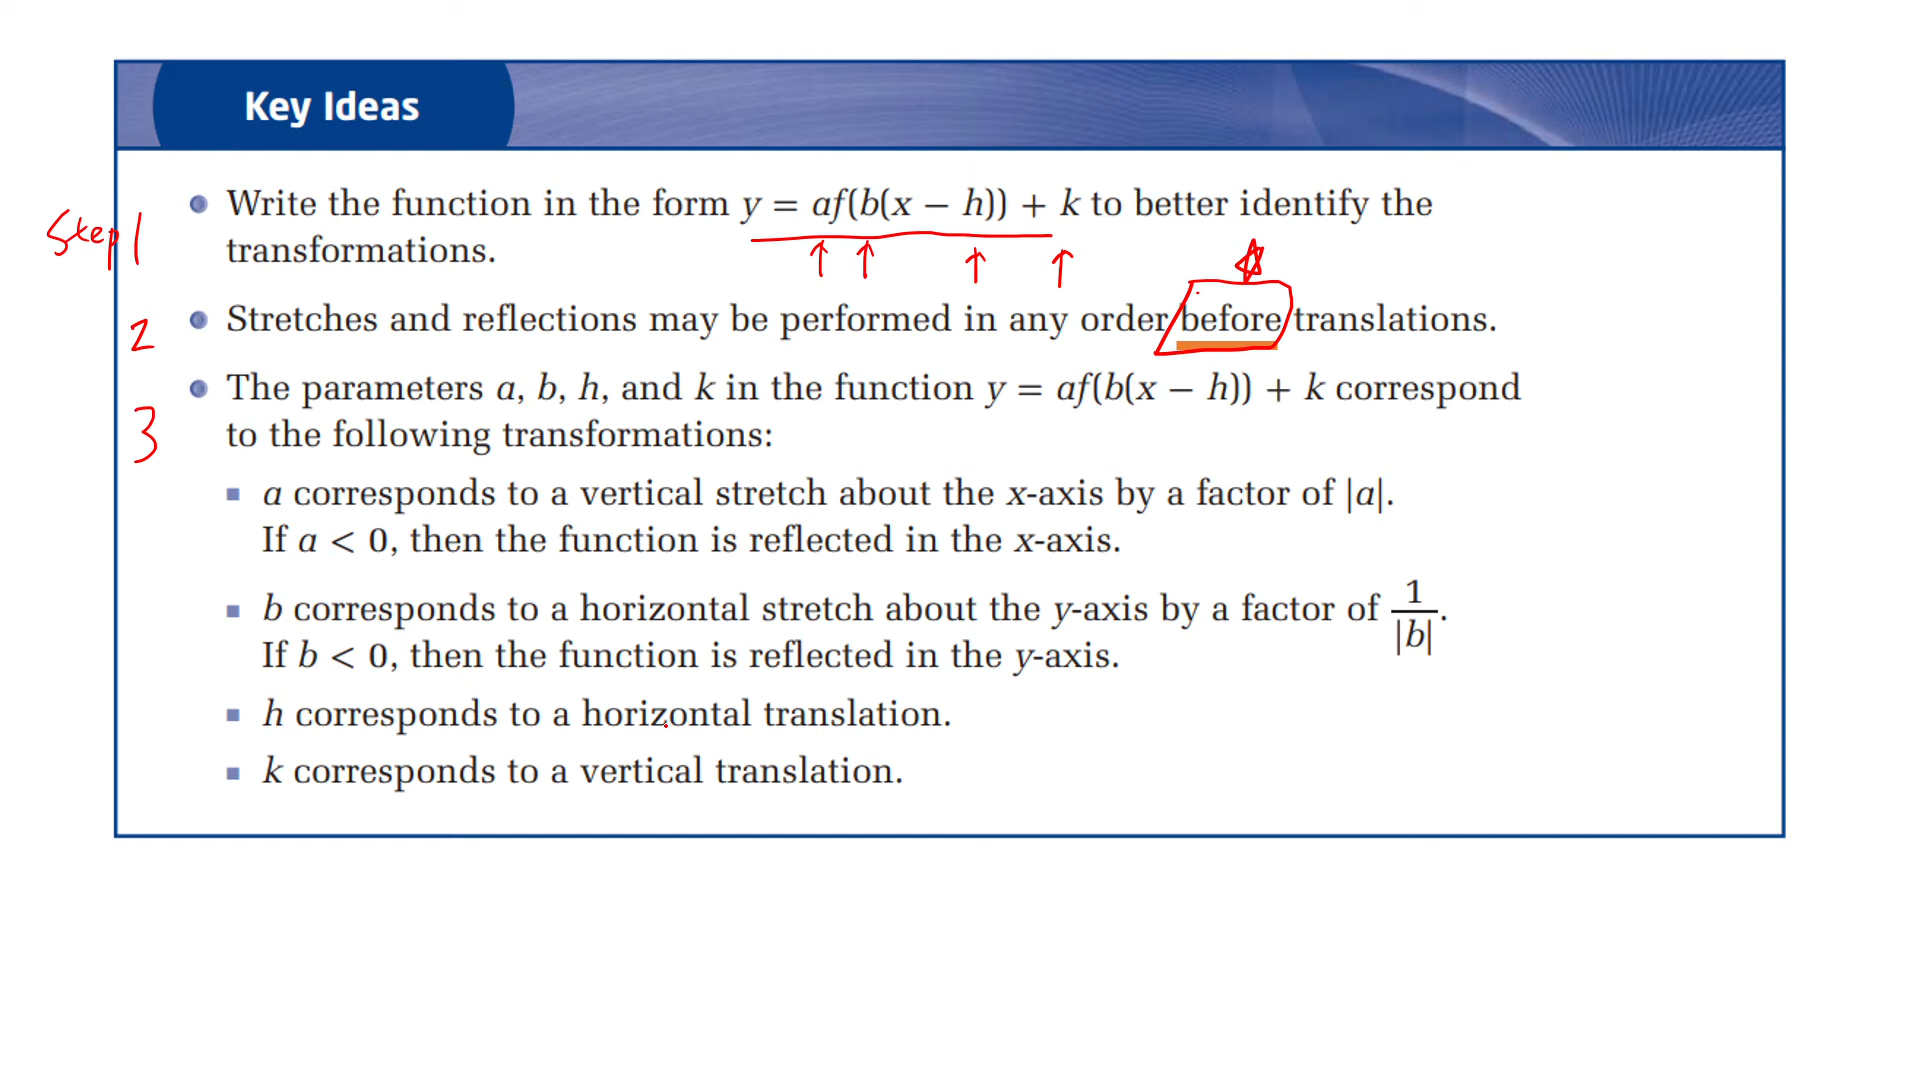 Key Ideas
Step 1
Write the function in the form y = af(b(x − h)) + k to better identify the
transformations.
2
Stretches and reflections may be performed in any order before translations.
3
The parameters a, b, h, and k in the function y = af(b(x − h)) + k correspond
to the following transformations:
a corresponds to a vertical stretch about the x-axis by a factor of |a|.
If a < 0, then the function is reflected in the x-axis.
b corresponds to a horizontal stretch about the y-axis by a factor of 1/|b|.
If b < 0, then the function is reflected in the y-axis.
h corresponds to a horizontal translation.
k corresponds to a vertical translation.